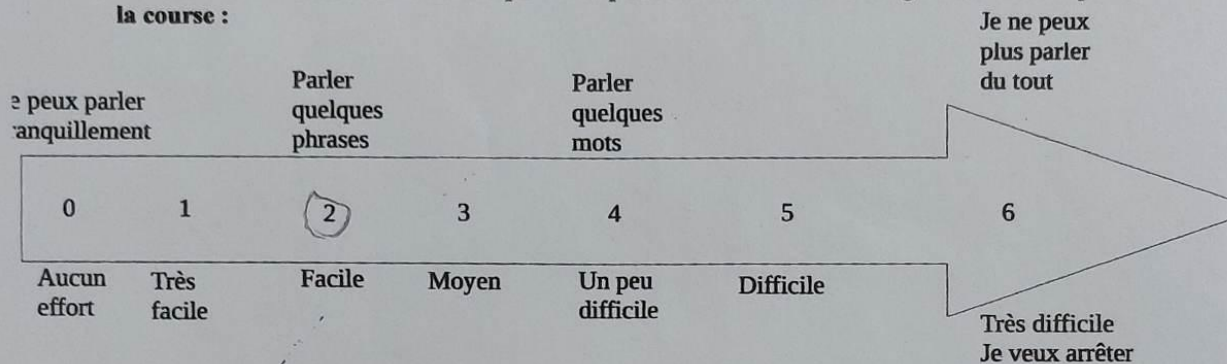 la course :
Je ne peux
plus parler
du tout
peux parler
Parler
quelques
phrases
Parler
quelques
mots
0 1 2 3 4 5 6
Aucun
effort
Très
facile
Facile
Moyen
Un peu
difficile
Difficile
Très difficile
Je veux arrêter